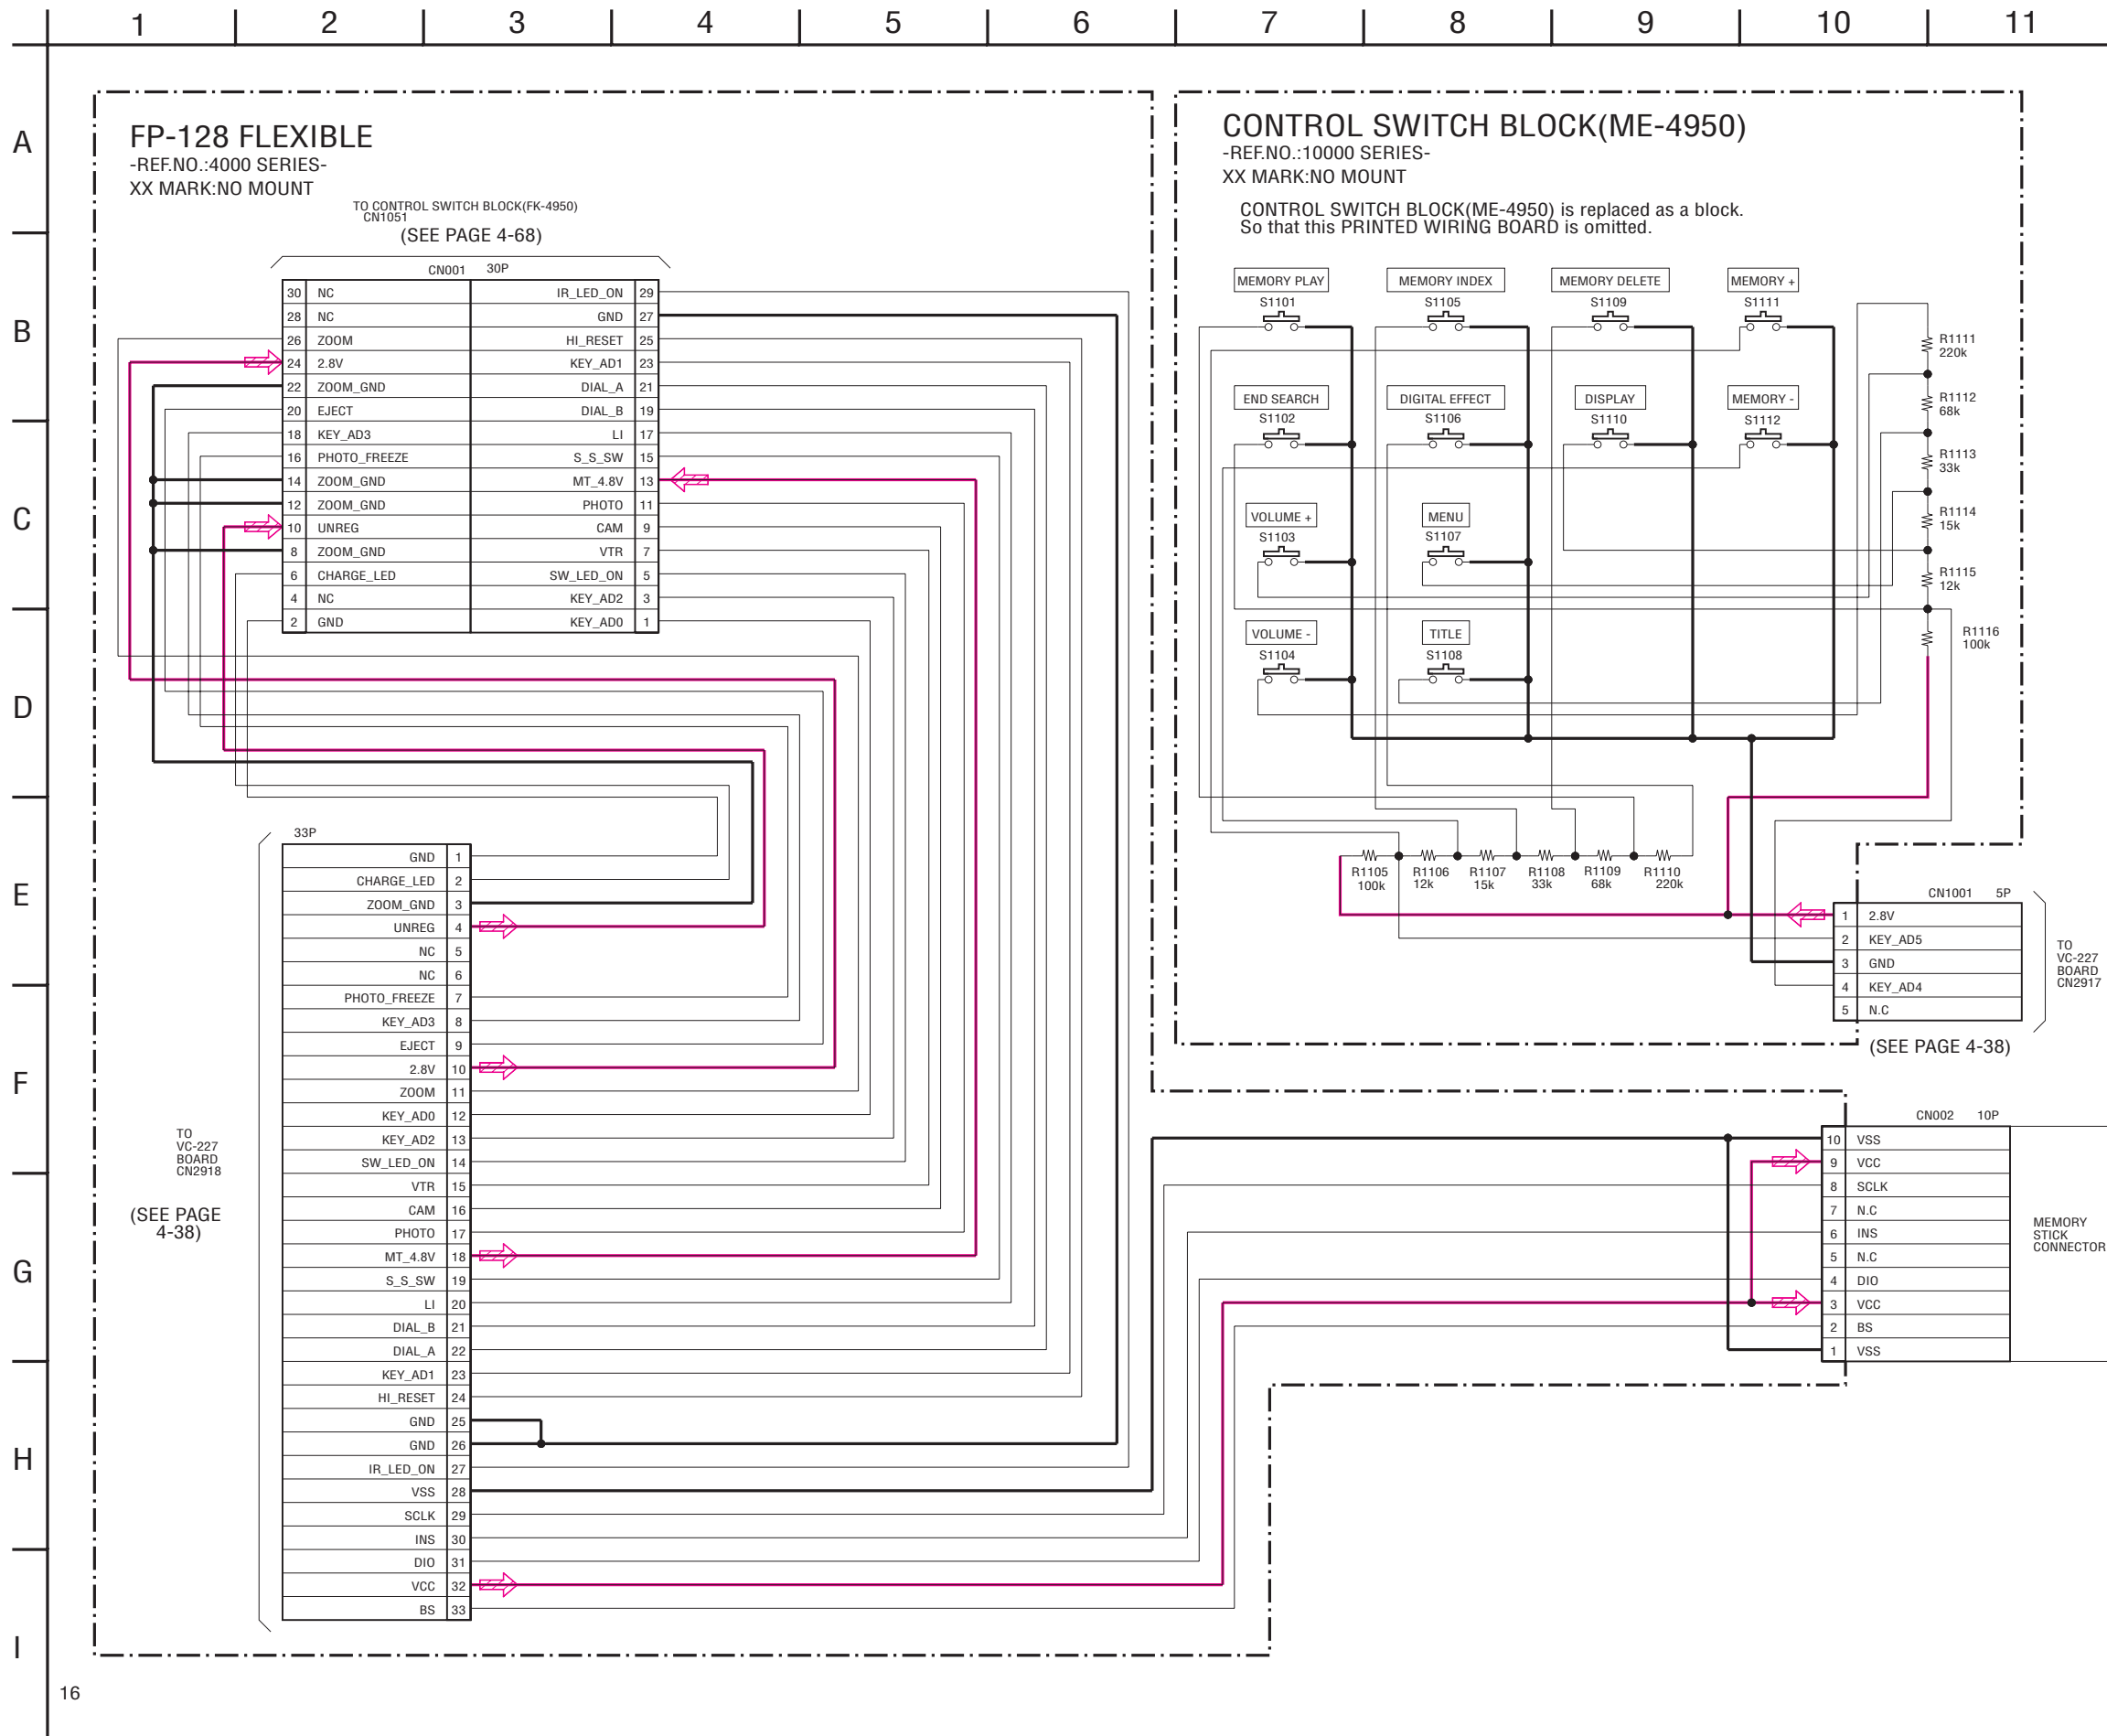 1 2 3 4 5 6 7 8 9 10 11
A
B
C
D
E
F
G
H
I
FP-128 FLEXIBLE
-REF.NO.:4000 SERIES-
XX MARK:NO MOUNT
TO CONTROL SWITCH BLOCK(FK-4950)
CN1051
(SEE PAGE 4-68)
CN001 30P
30 NC IR_LED_ON 29
28 NC GND 27
26 ZOOM HI_RESET 25
24 2.8V KEY_AD1 23
22 ZOOM_GND DIAL_A 21
20 EJECT DIAL_B 19
18 KEY_AD3 LI 17
16 PHOTO_FREEZE S_S_SW 15
14 ZOOM_GND MT_4.8V 13
12 ZOOM_GND PHOTO 11
10 UNREG CAM 9
8 ZOOM_GND VTR 7
6 CHARGE_LED SW_LED_ON 5
4 NC KEY_AD2 3
2 GND KEY_AD0 1
33P
GND 1
CHARGE_LED 2
ZOOM_GND 3
UNREG 4
NC 5
NC 6
PHOTO_FREEZE 7
KEY_AD3 8
EJECT 9
2.8V 10
ZOOM 11
KEY_AD0 12
KEY_AD2 13
SW_LED_ON 14
VTR 15
CAM 16
PHOTO 17
MT_4.8V 18
S_S_SW 19
LI 20
DIAL_B 21
DIAL_A 22
KEY_AD1 23
HI_RESET 24
GND 25
GND 26
IR_LED_ON 27
VSS 28
SCLK 29
INS 30
DIO 31
VCC 32
BS 33
TO
VC-227
BOARD
CN2918
(SEE PAGE
4-38)
CONTROL SWITCH BLOCK(ME-4950)
-REF.NO.:10000 SERIES-
XX MARK:NO MOUNT
CONTROL SWITCH BLOCK(ME-4950) is replaced as a block.
So that this PRINTED WIRING BOARD is omitted.
MEMORY PLAY MEMORY INDEX MEMORY DELETE MEMORY +
S1101 S1105 S1109 S1111
END SEARCH DIGITAL EFFECT DISPLAY MEMORY -
S1102 S1106 S1110 S1112
VOLUME + MENU
S1103 S1107
VOLUME - TITLE
S1104 S1108
R1111
220k
R1112
68k
R1113
33k
R1114
15k
R1115
12k
R1116
100k
R1105 R1106 R1107 R1108 R1109 R1110
100k 12k 15k 33k 68k 220k
CN1001 5P
1 2.8V
2 KEY_AD5
3 GND
4 KEY_AD4
5 N.C
TO
VC-227
BOARD
CN2917
(SEE PAGE 4-38)
CN002 10P
10 VSS
9 VCC
8 SCLK
7 N.C
6 INS
5 N.C
4 DIO
3 VCC
2 BS
1 VSS
MEMORY
STICK
CONNECTOR
16